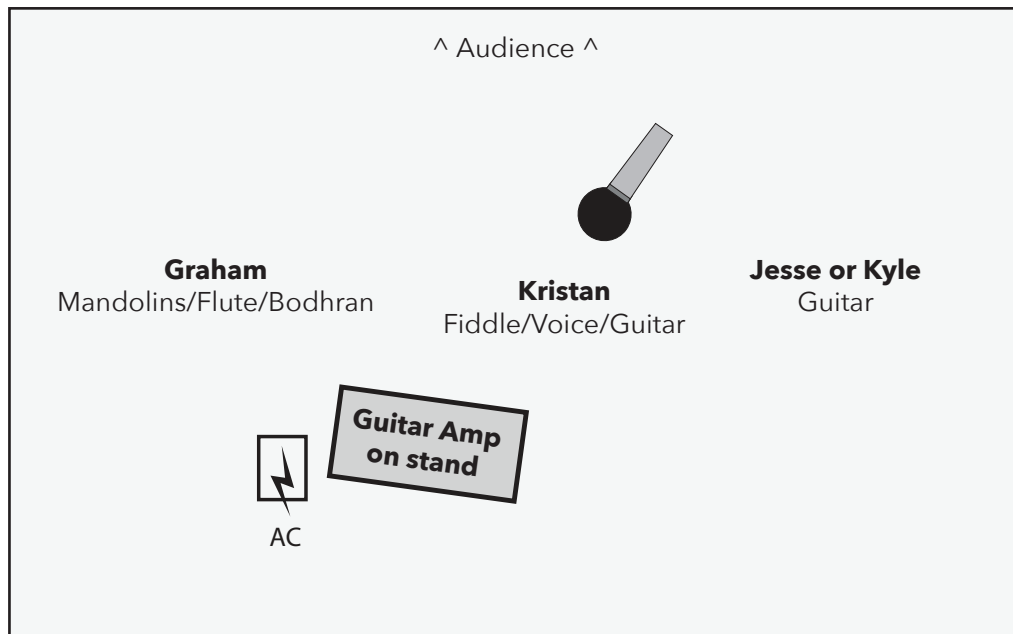 ^ Audience ^
Graham
Mandolins/Flute/Bodhran
Kristan
Fiddle/Voice/Guitar
Jesse or Kyle
Guitar
Guitar Amp
on stand
AC